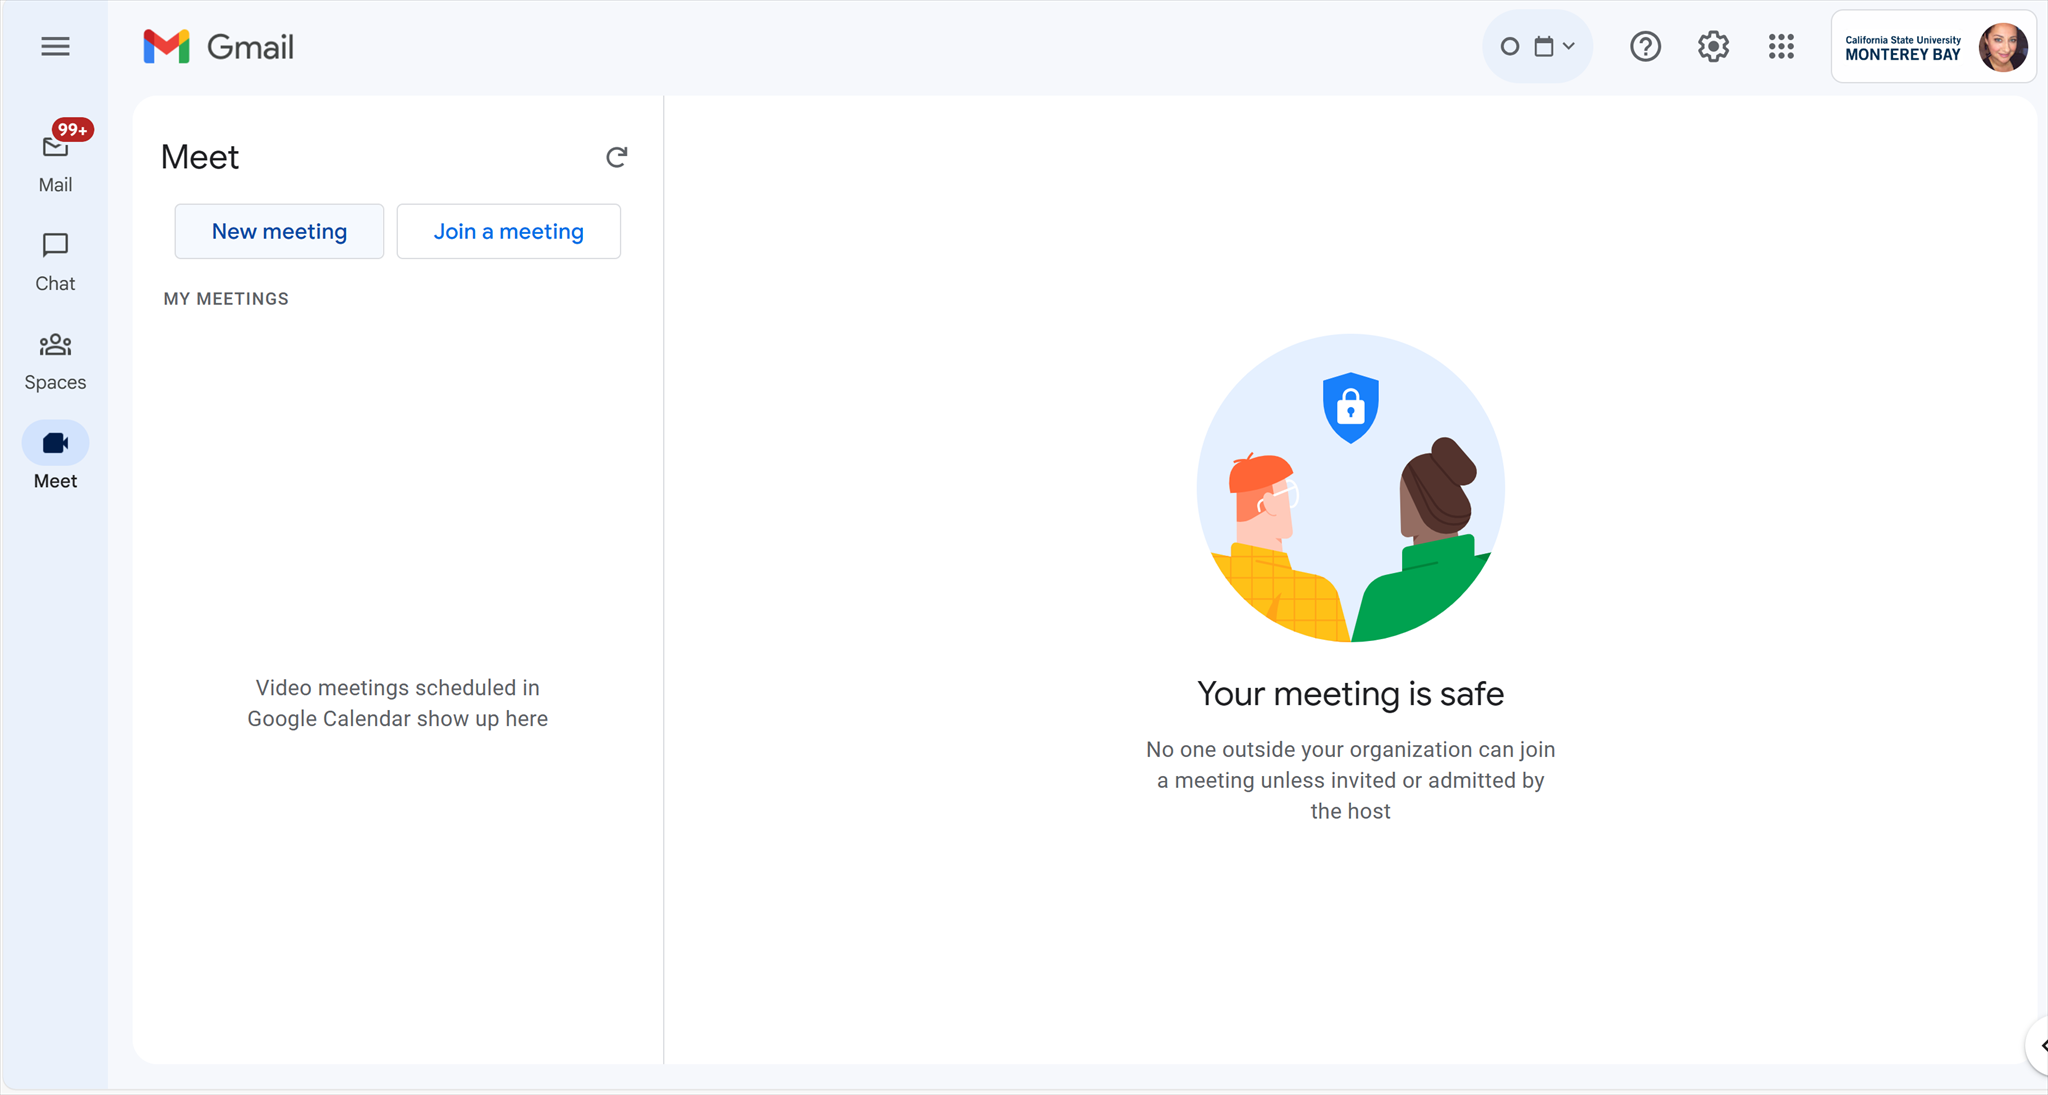 Gmail
California State University
MONTEREY BAY
99+
Mail
Chat
Spaces
Meet
Meet
New meeting
Join a meeting
MY MEETINGS
Video meetings scheduled in
Google Calendar show up here
Your meeting is safe
No one outside your organization can join
a meeting unless invited or admitted by
the host